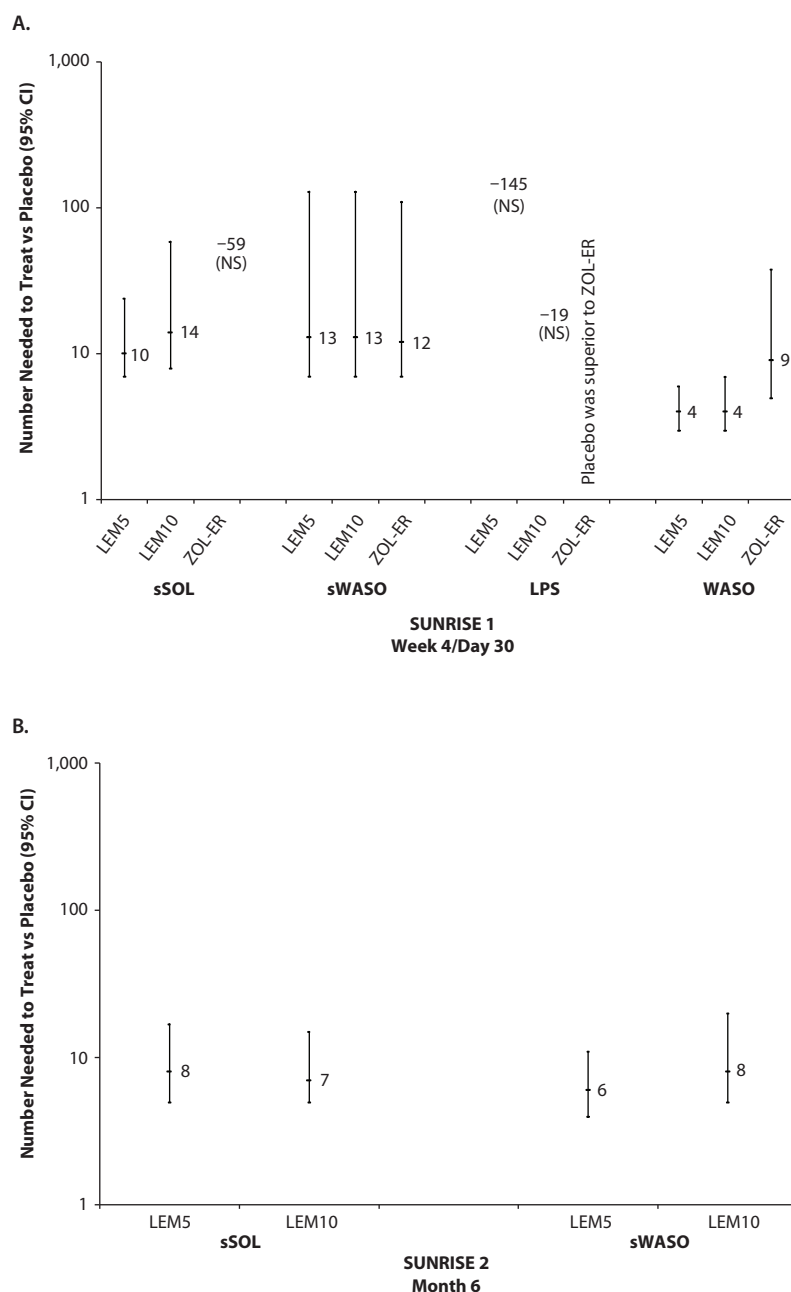 A.
Number Needed to Treat vs Placebo (95% CI)
1,000
100
10
1
10
14
−59
(NS)
13
13
12
−145
(NS)
−19
(NS)
Placebo was superior to ZOL-ER
4
4
9
LEM5
LEM10
ZOL-ER
LEM5
LEM10
ZOL-ER
LEM5
LEM10
ZOL-ER
LEM5
LEM10
ZOL-ER
sSOL
sWASO
LPS
WASO
SUNRISE 1
Week 4/Day 30
B.
Number Needed to Treat vs Placebo (95% CI)
1,000
100
10
1
8
7
6
8
LEM5
LEM10
LEM5
LEM10
sSOL
sWASO
SUNRISE 2
Month 6